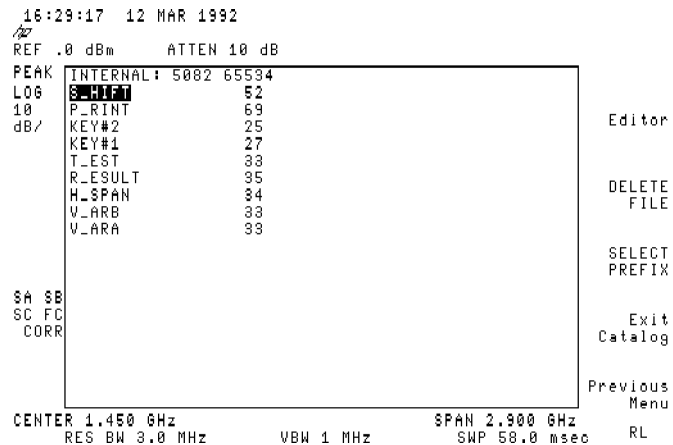 16:29:17 12 MAR 1992
hp
REF .0 dBm ATTEN 10 dB
PEAK
LOG
10
dB/
INTERNAL: 5082 65534
S_HIFT 52
P_RINT 69
KEY#2 25
KEY#1 27
T_EST 33
R_ESULT 35
H_SPAN 34
V_ARB 33
V_ARA 33
SA SB
SC FC
CORR
Editor
DELETE
FILE
SELECT
PREFIX
Exit
Catalog
Previous
Menu
CENTER 1.450 GHz SPAN 2.900 GHz
RES BW 3.0 MHz VBW 1 MHz SWP 58.0 msec
RL